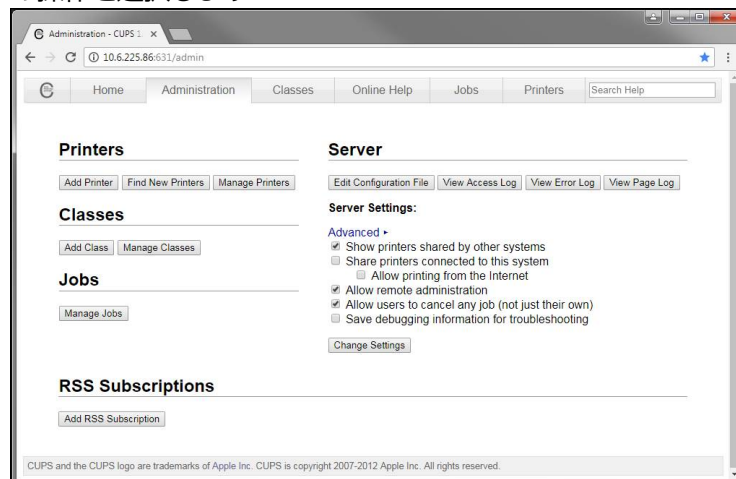 Administration - CUPS 1
10.6.225.86:631/admin
Home Administration Classes Online Help Jobs Printers Search Help
Printers
Add Printer Find New Printers Manage Printers
Classes
Add Class Manage Classes
Jobs
Manage Jobs
Server
Edit Configuration File View Access Log View Error Log View Page Log
Server Settings:
Advanced
Show printers shared by other systems
Share printers connected to this system
Allow printing from the Internet
Allow remote administration
Allow users to cancel any job (not just their own)
Save debugging information for troubleshooting
Change Settings
RSS Subscriptions
Add RSS Subscription
CUPS and the CUPS logo are trademarks of Apple Inc. CUPS is copyright 2007-2012 Apple Inc. All rights reserved.